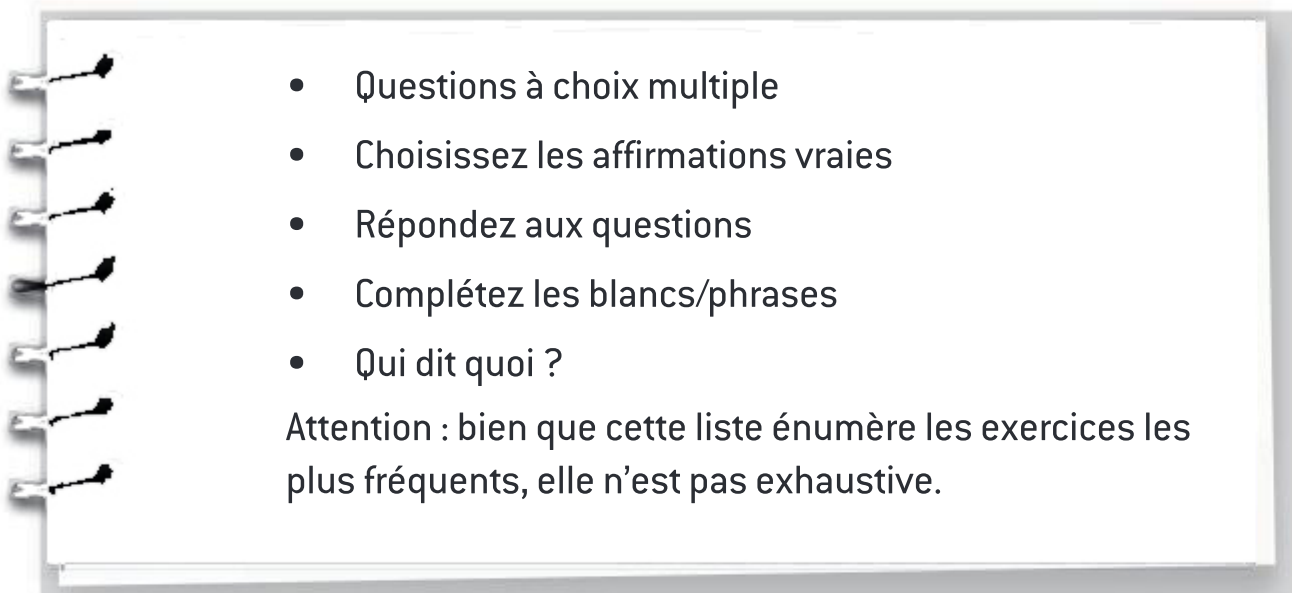 • Questions à choix multiple
• Choisissez les affirmations vraies
• Répondez aux questions
• Complétez les blancs/phrases
• Qui dit quoi ?
Attention : bien que cette liste énumère les exercices les
plus fréquents, elle n’est pas exhaustive.